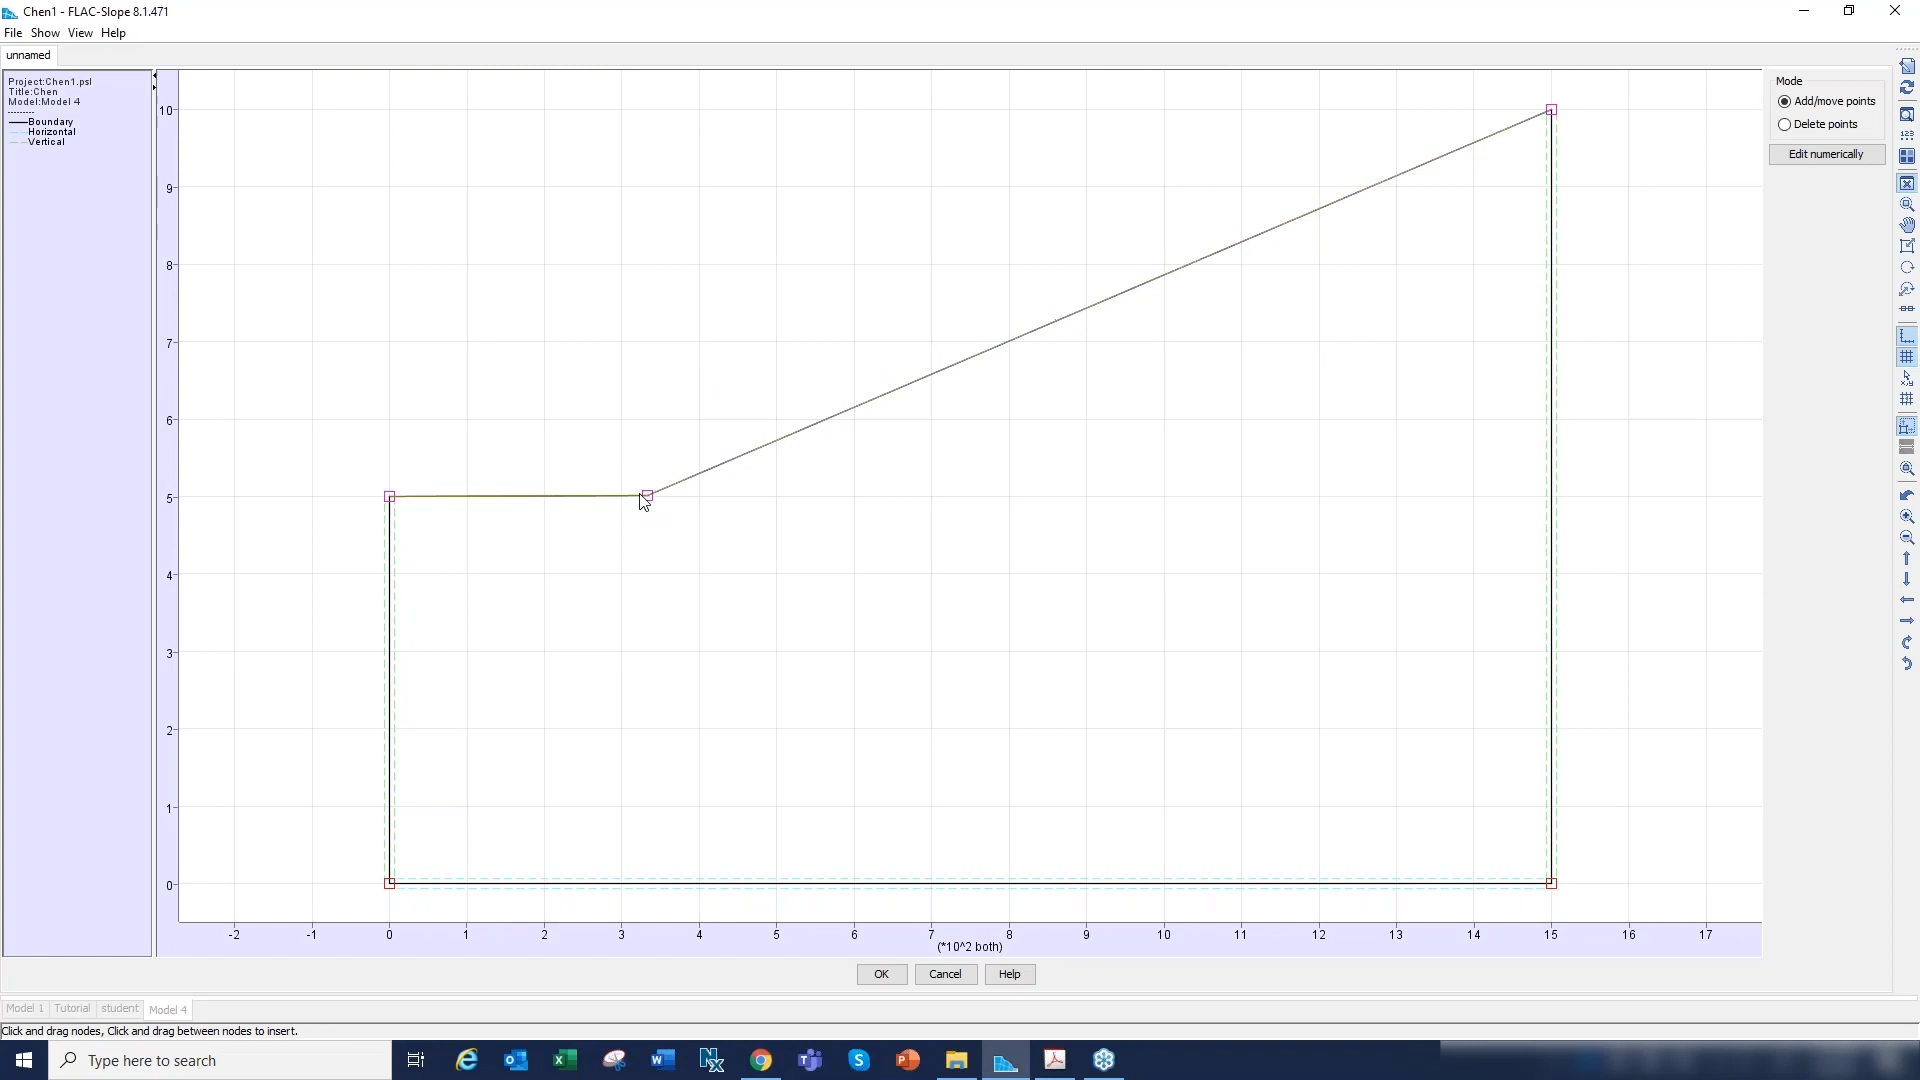 Chen1 - FLAC-Slope 8.1.471
File Show View Help
unnamed
Project:Chen1.psl
Title:Chen
Model:Model 4
Boundary
Horizontal
Vertical
10
9
8
7
6
5
4
3
2
1
0
-2 -1 0 1 2 3 4 5 6 7 8 9 10 11 12 13 14 15 16 17
(*10^2 both)
Mode
Add/move points
Delete points
Edit numerically
123
x,y
OK Cancel Help
Model 1 Tutorial student Model 4
Click and drag nodes, Click and drag between nodes to insert.
Type here to search